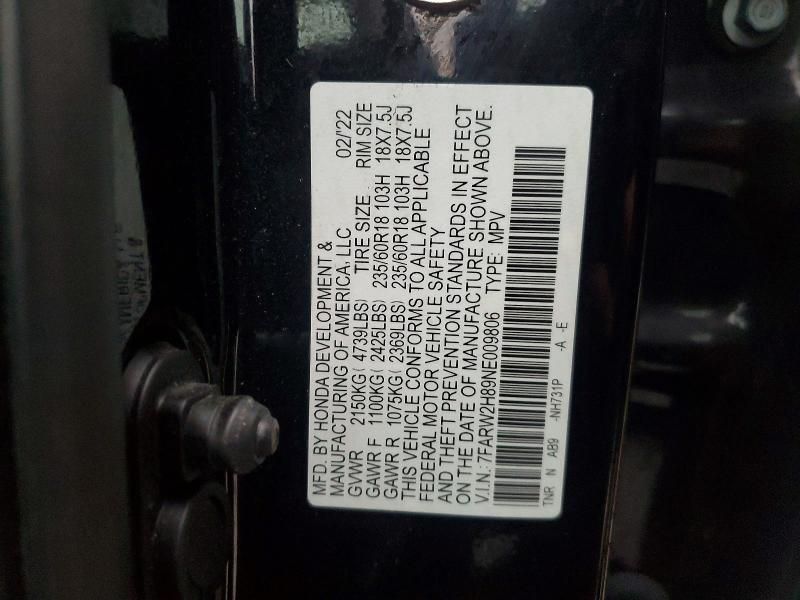 MFD. BY HONDA DEVELOPMENT &
MANUFACTURING OF AMERICA, LLC 02/'22
GVWR 2150KG( 4739LBS) TIRE SIZE RIM SIZE
GAWR F 1100KG( 2425LBS) 235/60R18 103H 18X7.5J
GAWR R 1075KG( 2369LBS) 235/60R18 103H 18X7.5J
THIS VEHICLE CONFORMS TO ALL APPLICABLE
FEDERAL MOTOR VEHICLE SAFETY
AND THEFT PREVENTION STANDARDS IN EFFECT
ON THE DATE OF MANUFACTURE SHOWN ABOVE.
V.I.N.: 7FARW2H89NE009806 TYPE: MPV
TNR N AB9 -NH731P -A -E